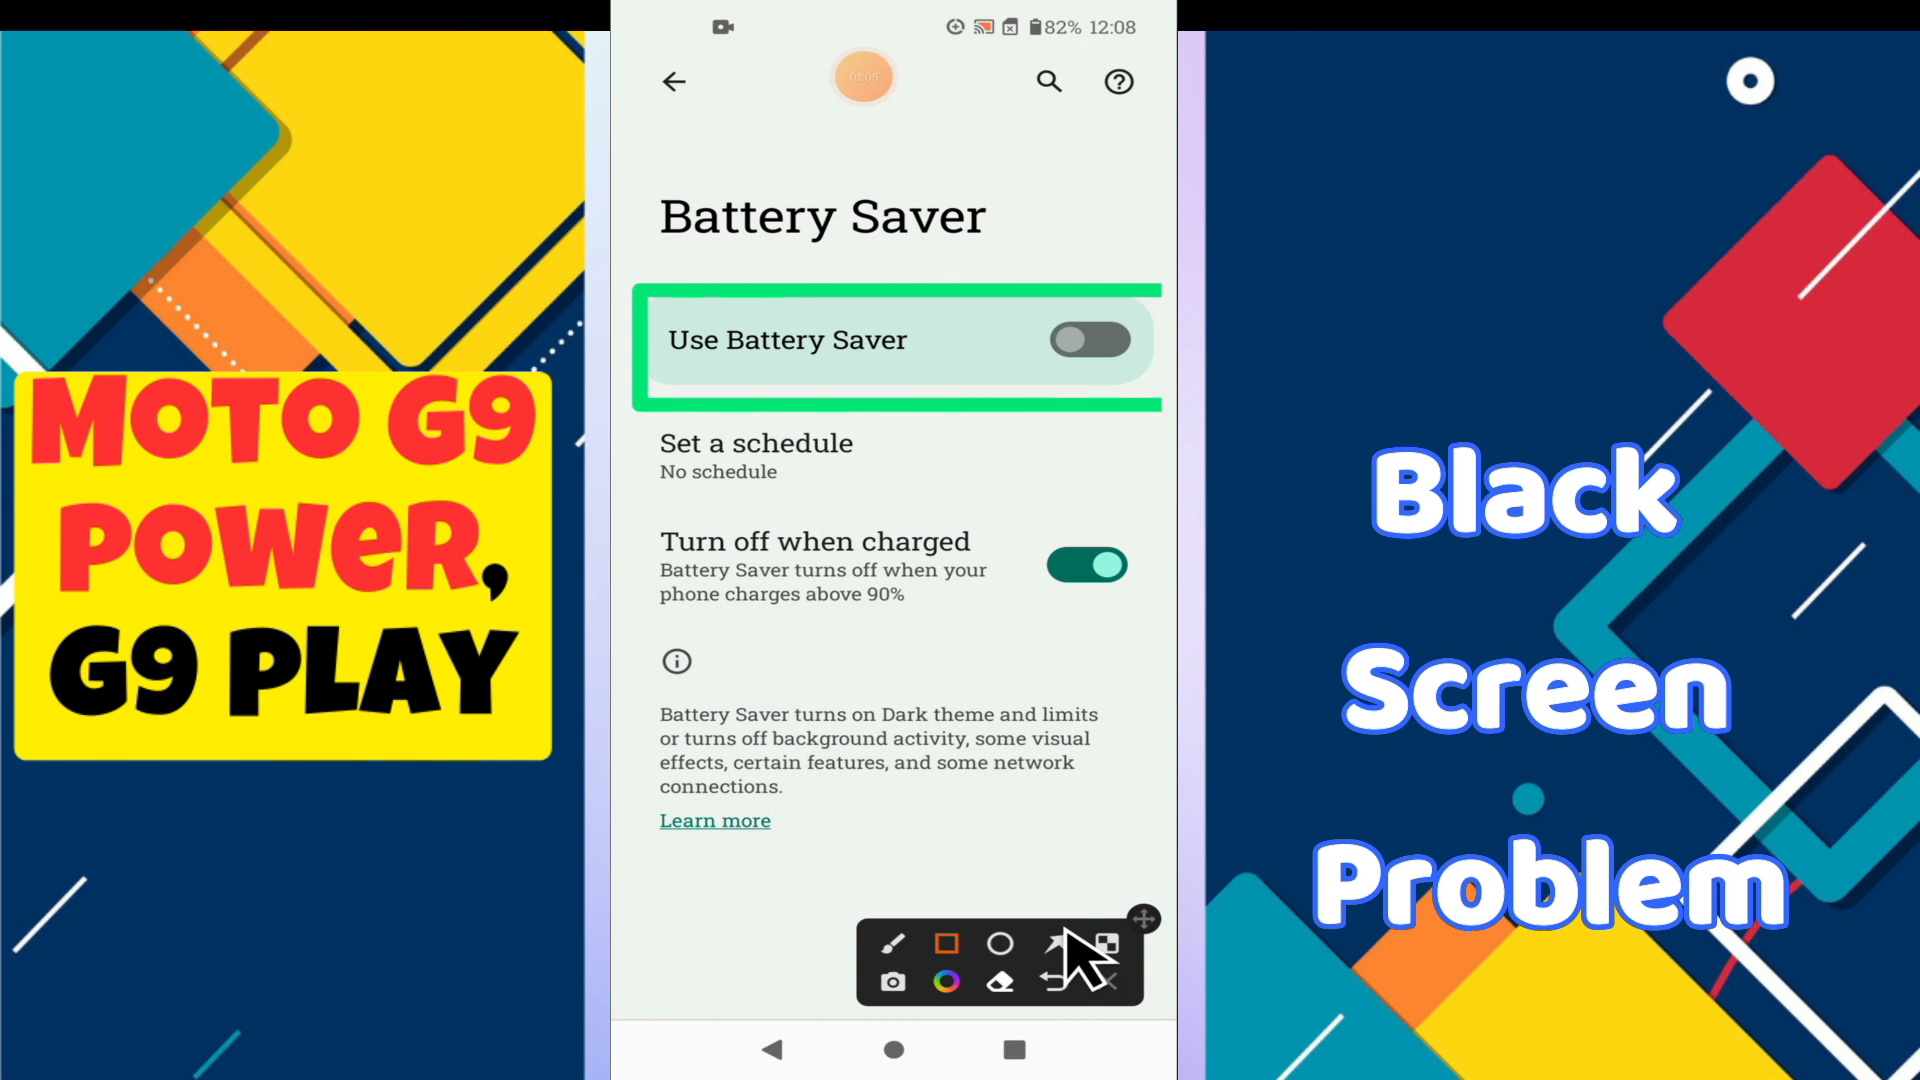 82% 12:08
01:05
Battery Saver
Use Battery Saver
Set a schedule
No schedule
Turn off when charged
Battery Saver turns off when your
phone charges above 90%
Battery Saver turns on Dark theme and limits
or turns off background activity, some visual
effects, certain features, and some network
connections.
Learn more
MOTO G9
POWER,
G9 PLAY
Black
Screen
Problem